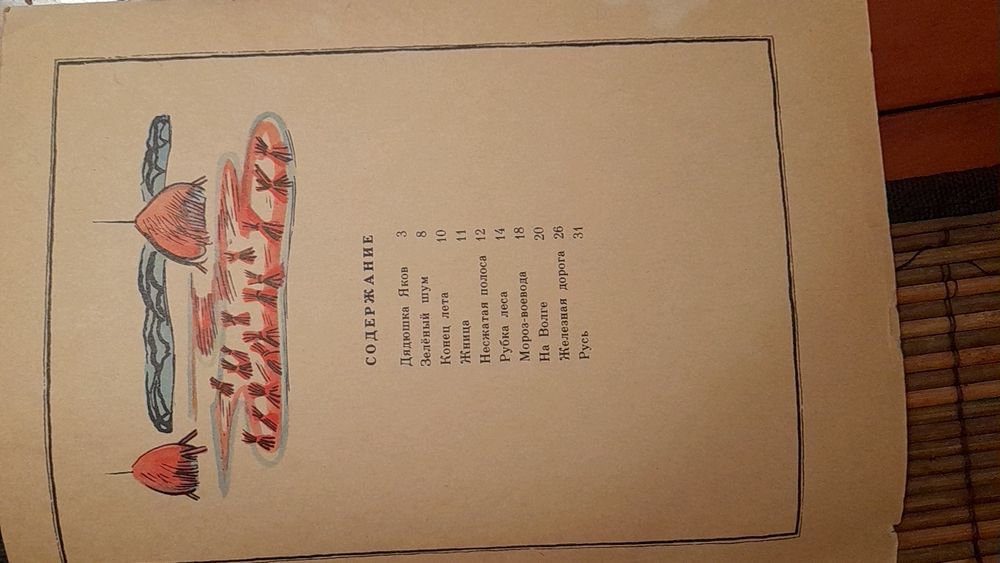 СОДЕРЖАНИЕ
Дядюшка Яков 3
Зелёный шум 8
Конец лета 10
Жница 11
Несжатая полоса 12
Рубка леса 14
Мороз-воевода 18
На Волге 20
Железная дорога 26
Русь 31